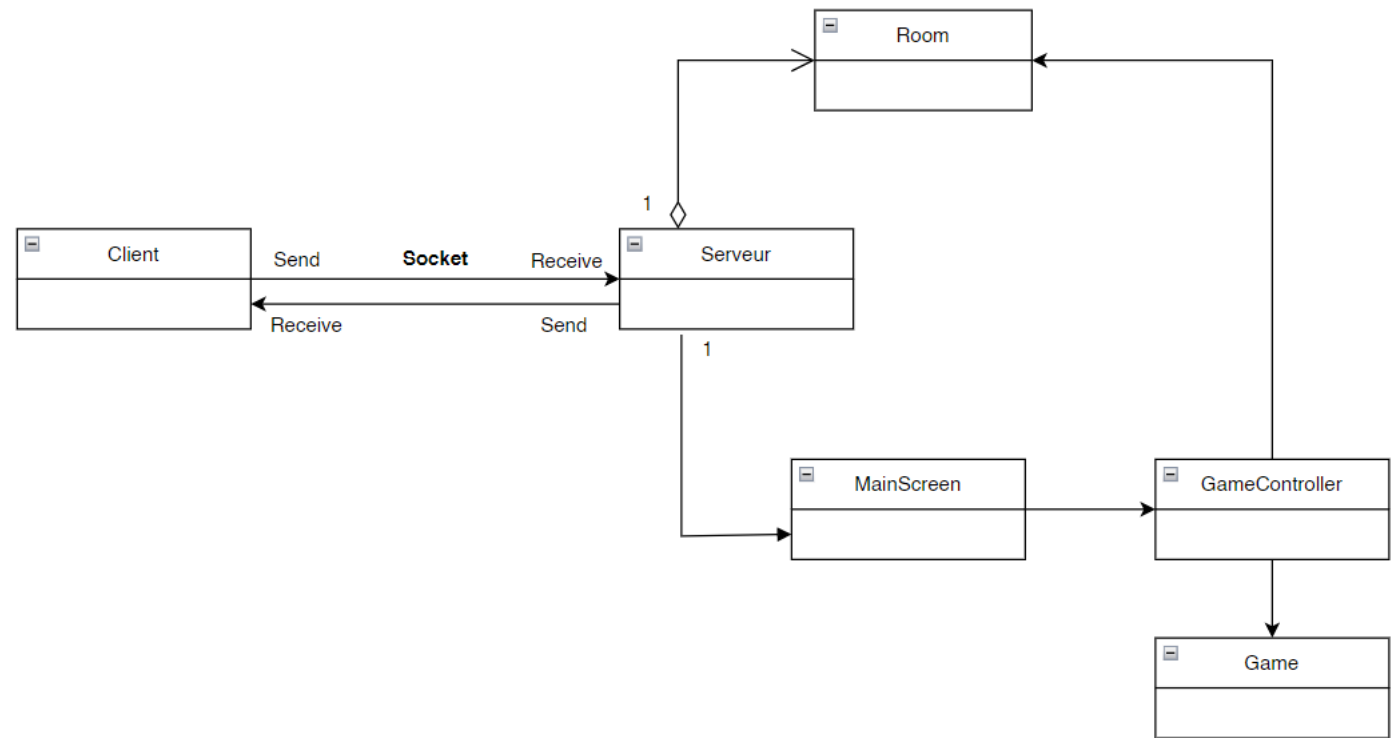 Room
1
Client
Send
Socket
Receive
Serveur
Receive
Send
1
MainScreen
GameController
Game